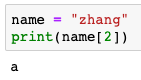 name = "zhang"
print(name[2])
a